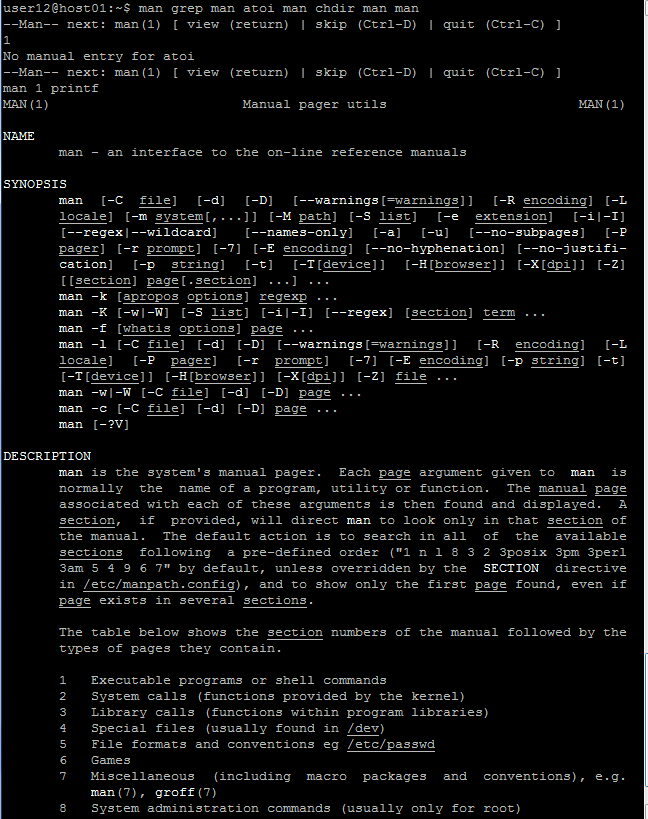 user12@host01:~$ man grep man atoi man chdir man man
--Man-- next: man(1) [ view (return) | skip (Ctrl-D) | quit (Ctrl-C) ]
1
No manual entry for atoi
--Man-- next: man(1) [ view (return) | skip (Ctrl-D) | quit (Ctrl-C) ]
man 1 printf
MAN(1) Manual pager utils MAN(1)
NAME
man - an interface to the on-line reference manuals
SYNOPSIS
man [-C file] [-d] [-D] [--warnings[=warnings]] [-R encoding] [-L
locale] [-m system[,...]] [-M path] [-S list] [-e extension] [-i|-I]
[--regex|--wildcard] [--names-only] [-a] [-u] [--no-subpages] [-P
pager] [-r prompt] [-7] [-E encoding] [--no-hyphenation] [--no-justifi-
cation] [-p string] [-t] [-T[device]] [-H[browser]] [-X[dpi]] [-Z]
[[section] page[.section] ...] ...
man -k [apropos options] regexp ...
man -K [-w|-W] [-S list] [-i|-I] [--regex] [section] term ...
man -f [whatis options] page ...
man -l [-C file] [-d] [-D] [--warnings[=warnings]] [-R encoding] [-L
locale] [-P pager] [-r prompt] [-7] [-E encoding] [-p string] [-t]
[-T[device]] [-H[browser]] [-X[dpi]] [-Z] file ...
man -w|-W [-C file] [-d] [-D] page ...
man -c [-C file] [-d] [-D] page ...
man [-?V]
DESCRIPTION
man is the system's manual pager. Each page argument given to man is
normally the name of a program, utility or function. The manual page
associated with each of these arguments is then found and displayed. A
section, if provided, will direct man to look only in that section of
the manual. The default action is to search in all of the available
sections following a pre-defined order ("1 n l 8 3 2 3posix 3pm 3perl
3am 5 4 9 6 7" by default, unless overridden by the SECTION directive
in /etc/manpath.config), and to show only the first page found, even if
page exists in several sections.
The table below shows the section numbers of the manual followed by the
types of pages they contain.
1 Executable programs or shell commands
2 System calls (functions provided by the kernel)
3 Library calls (functions within program libraries)
4 Special files (usually found in /dev)
5 File formats and conventions eg /etc/passwd
6 Games
7 Miscellaneous (including macro packages and conventions), e.g.
man(7), groff(7)
8 System administration commands (usually only for root)